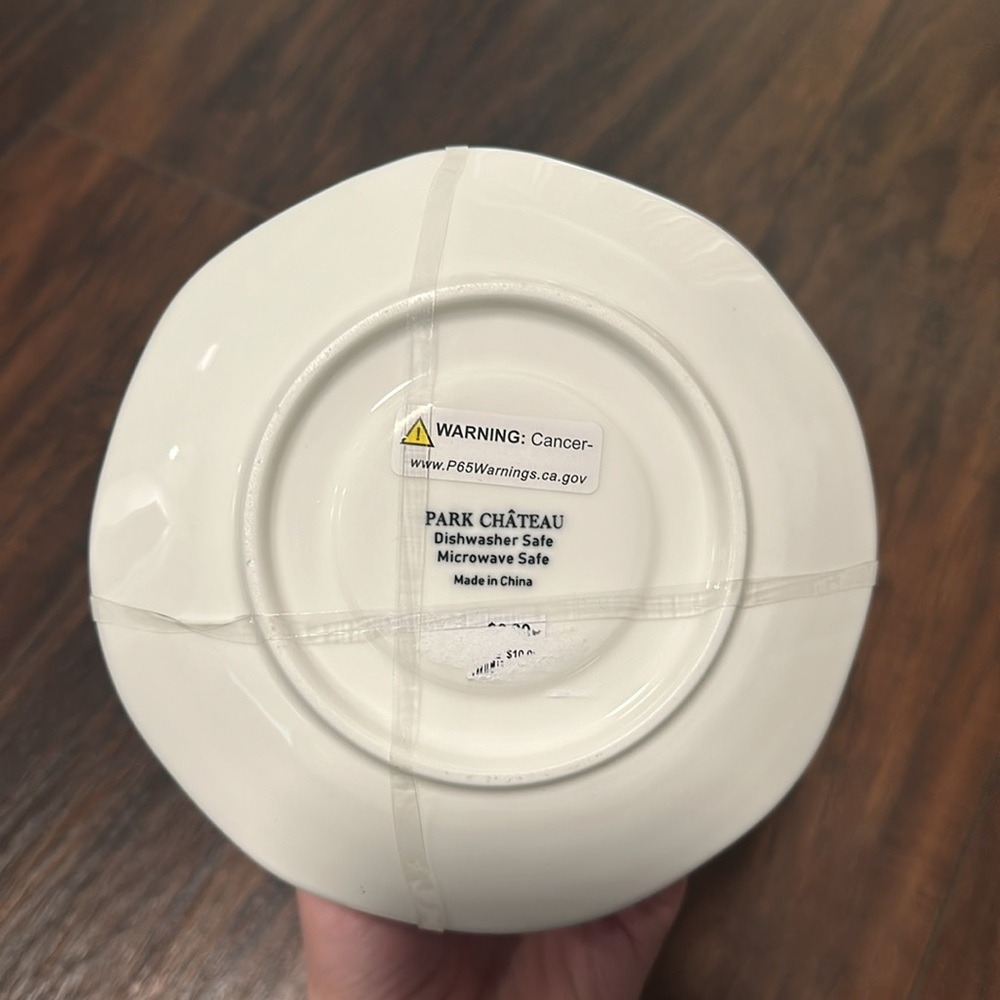 WARNING: Cancer-
www.P65Warnings.ca.gov
PARK CHÂTEAU
Dishwasher Safe
Microwave Safe
Made in China